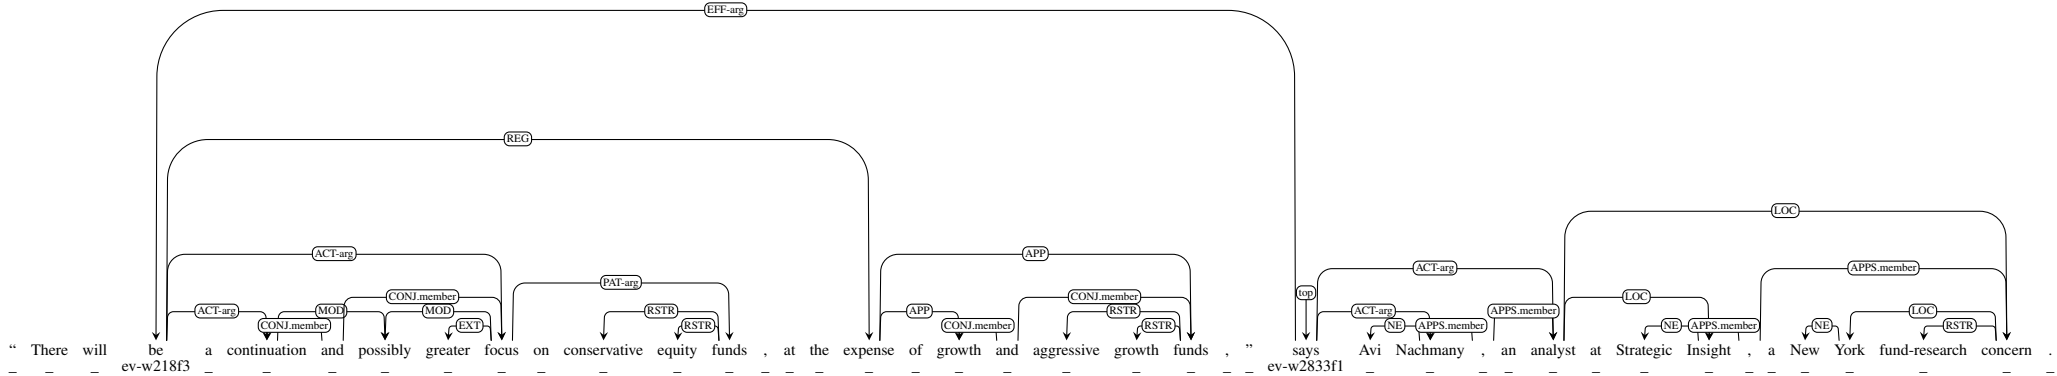 EFF-arg
REG
LOC
ACT-arg APP
ACT-arg APPS.member
PAT-arg
top
CONJ.member CONJ.member LOC
ACT-arg MOD MOD RSTR APP RSTR ACT-arg APPS.member LOC
CONJ.member EXT RSTR CONJ.member RSTR NE APPS.member NE APPS.member NE RSTR
“ There will be a continuation and possibly greater focus on conservative equity funds , at the expense of growth and aggressive growth funds , ” says Avi Nachmany , an analyst at Strategic Insight , a New York fund-research concern .
_ _ _ ev-w218f3 _ _ _ _ _ _ _ _ _ _ _ _ _ _ _ _ _ _ _ _ _ _ _ ev-w2833f1 _ _ _ _ _ _ _ _ _ _ _ _ _ _ _